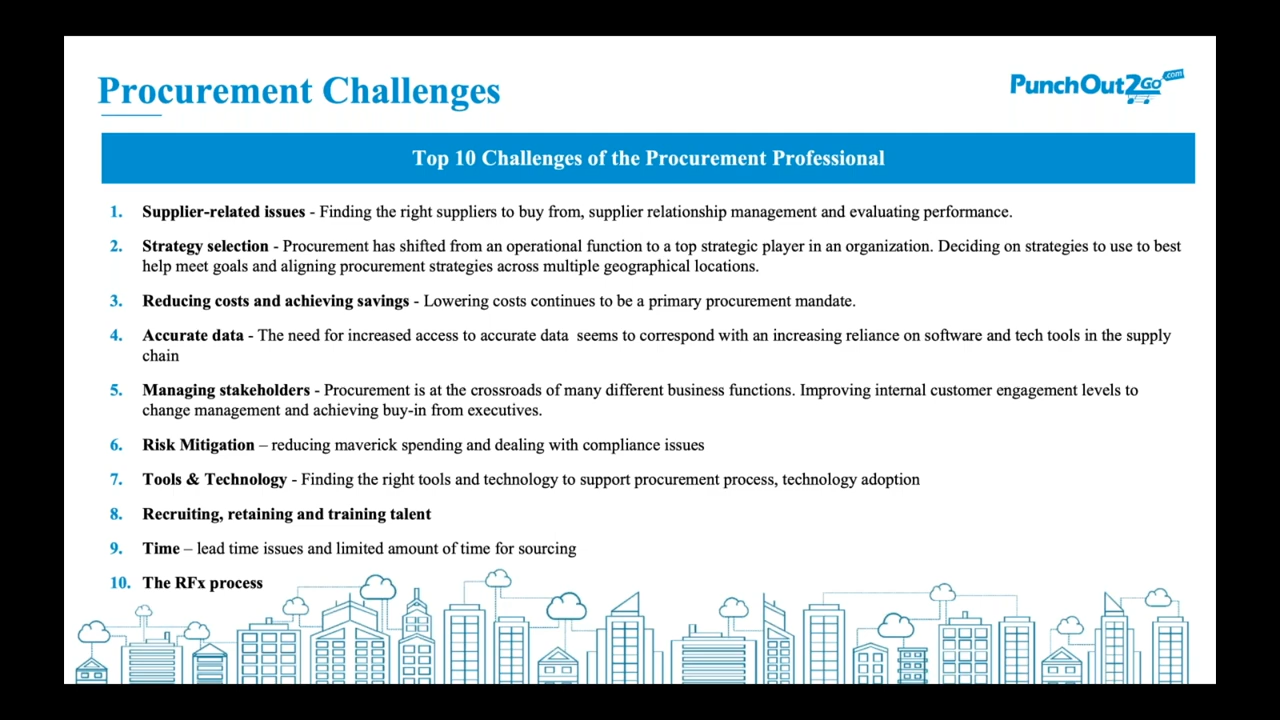 Procurement Challenges
PunchOut2Go.com
Top 10 Challenges of the Procurement Professional
1. Supplier-related issues - Finding the right suppliers to buy from, supplier relationship management and evaluating performance.
2. Strategy selection - Procurement has shifted from an operational function to a top strategic player in an organization. Deciding on strategies to use to best
help meet goals and aligning procurement strategies across multiple geographical locations.
3. Reducing costs and achieving savings - Lowering costs continues to be a primary procurement mandate.
4. Accurate data - The need for increased access to accurate data  seems to correspond with an increasing reliance on software and tech tools in the supply
chain
5. Managing stakeholders - Procurement is at the crossroads of many different business functions. Improving internal customer engagement levels to
change management and achieving buy-in from executives.
6. Risk Mitigation – reducing maverick spending and dealing with compliance issues
7. Tools & Technology - Finding the right tools and technology to support procurement process, technology adoption
8. Recruiting, retaining and training talent
9. Time – lead time issues and limited amount of time for sourcing
10. The RFx process